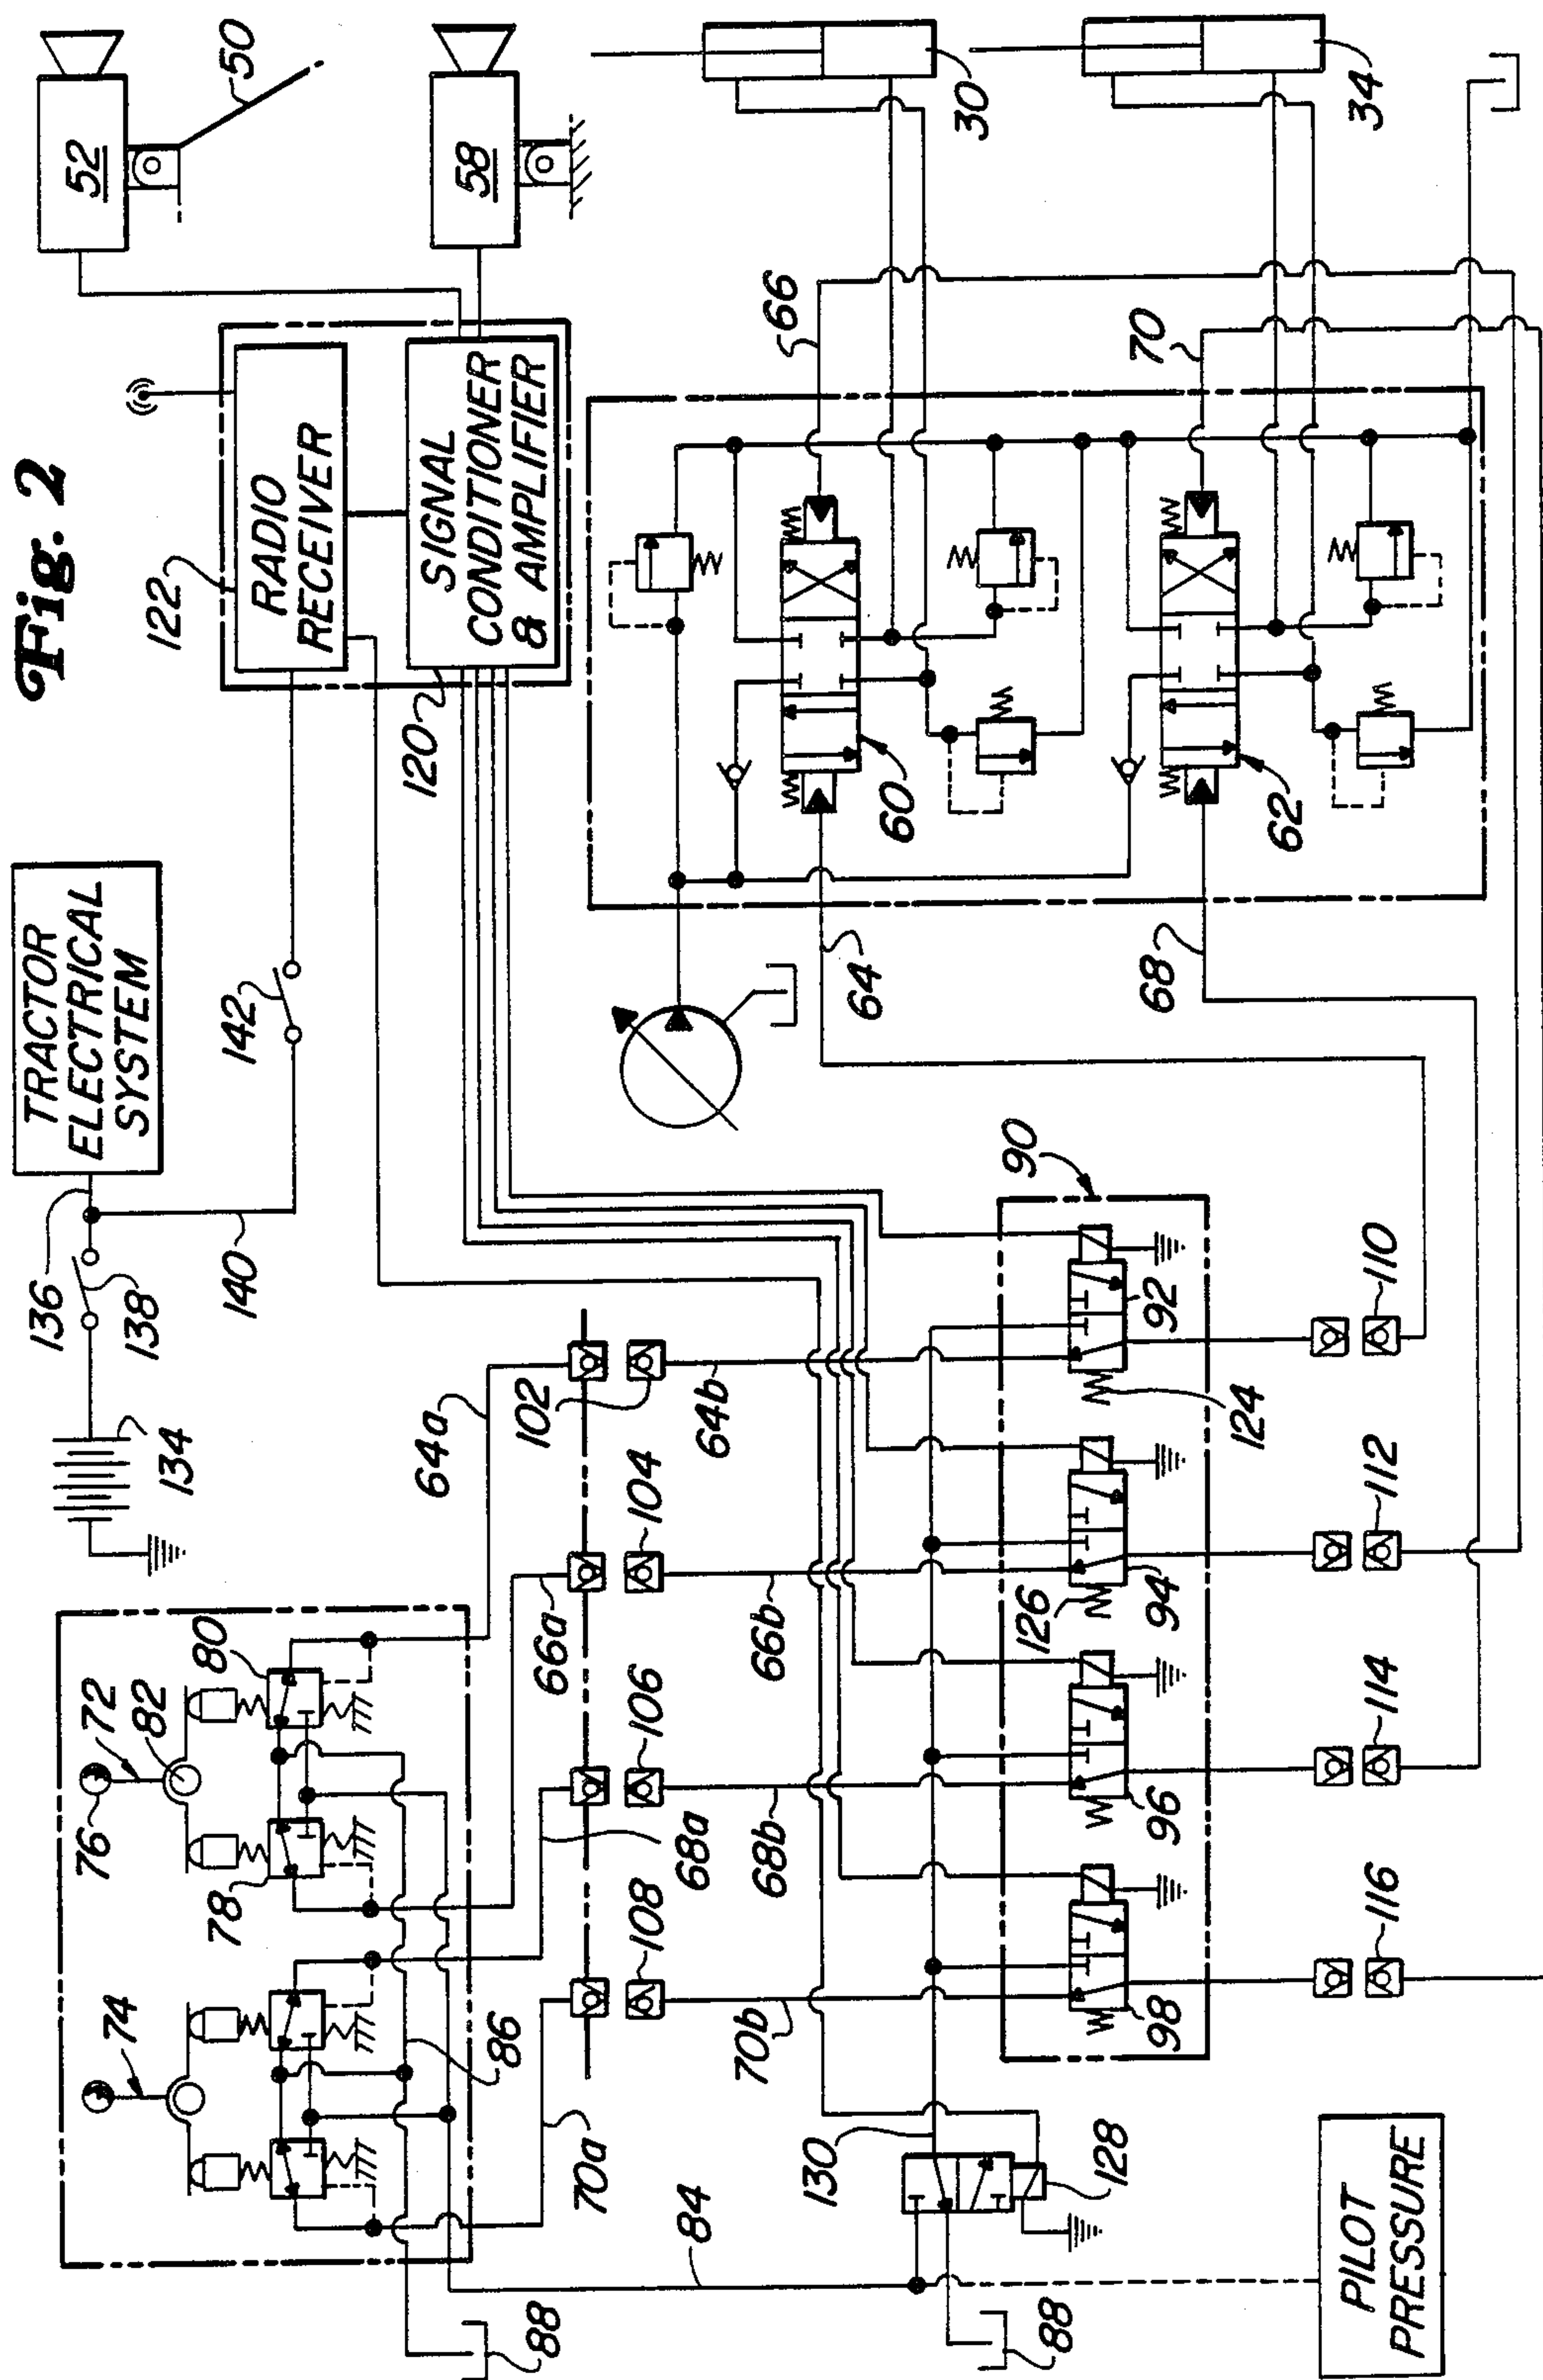 Fig. 2
52
50
58
30
34
122
RADIO
RECEIVER
120
SIGNAL
CONDITIONER
& AMPLIFIER
66
70
60
62
64
68
TRACTOR
ELECTRICAL
SYSTEM
142
136
138
140
134
90
92
94
96
98
124
126
110
112
114
116
102
104
106
108
64a
66a
68a
70a
64b
66b
68b
70b
72
74
76
78
80
82
84
86
88
88
128
130
PILOT
PRESSURE